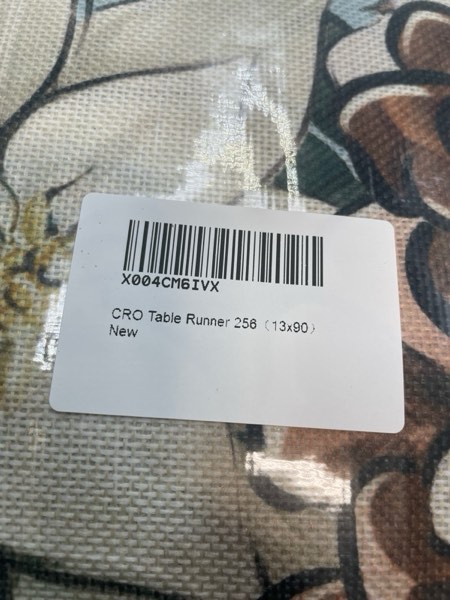 X004CM6IVX
CRO Table Runner 256（13x90）
New